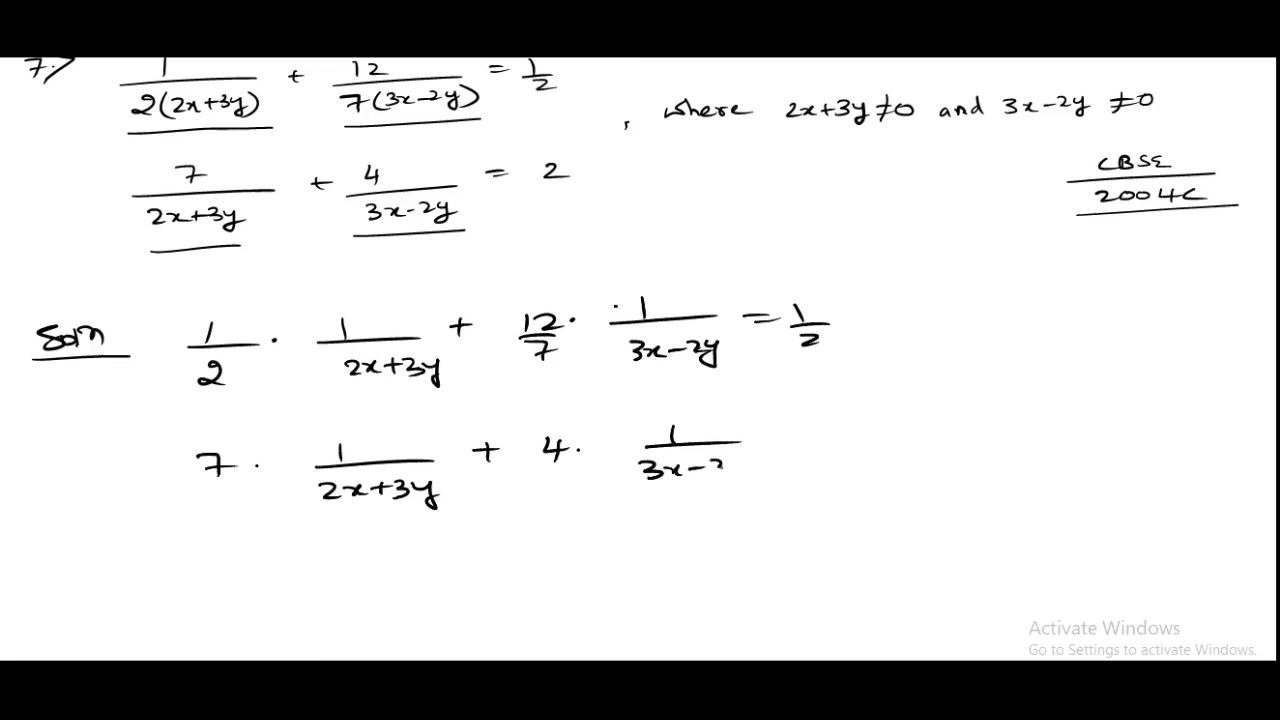 7.> 1/2(2x+3y) + 12/7(3x-2y) = 1/2
, where 2x+3y≠0 and 3x-2y ≠0
7/2x+3y + 4/3x-2y = 2
CBSE
2004C
Soln 1/2 · 1/2x+3y + 12/7 · 1/3x-2y = 1/2
7 · 1/2x+3y + 4 · 1/3x-2
Activate Windows
Go to Settings to activate Windows.